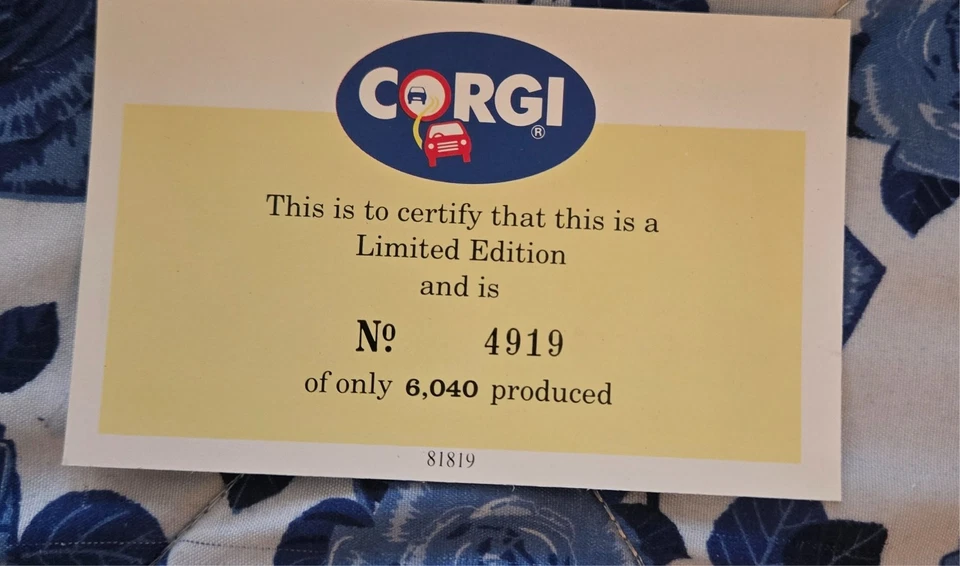 CORGI ®
This is to certify that this is a
Limited Edition
and is
Nº 4919
of only 6,040 produced
81819